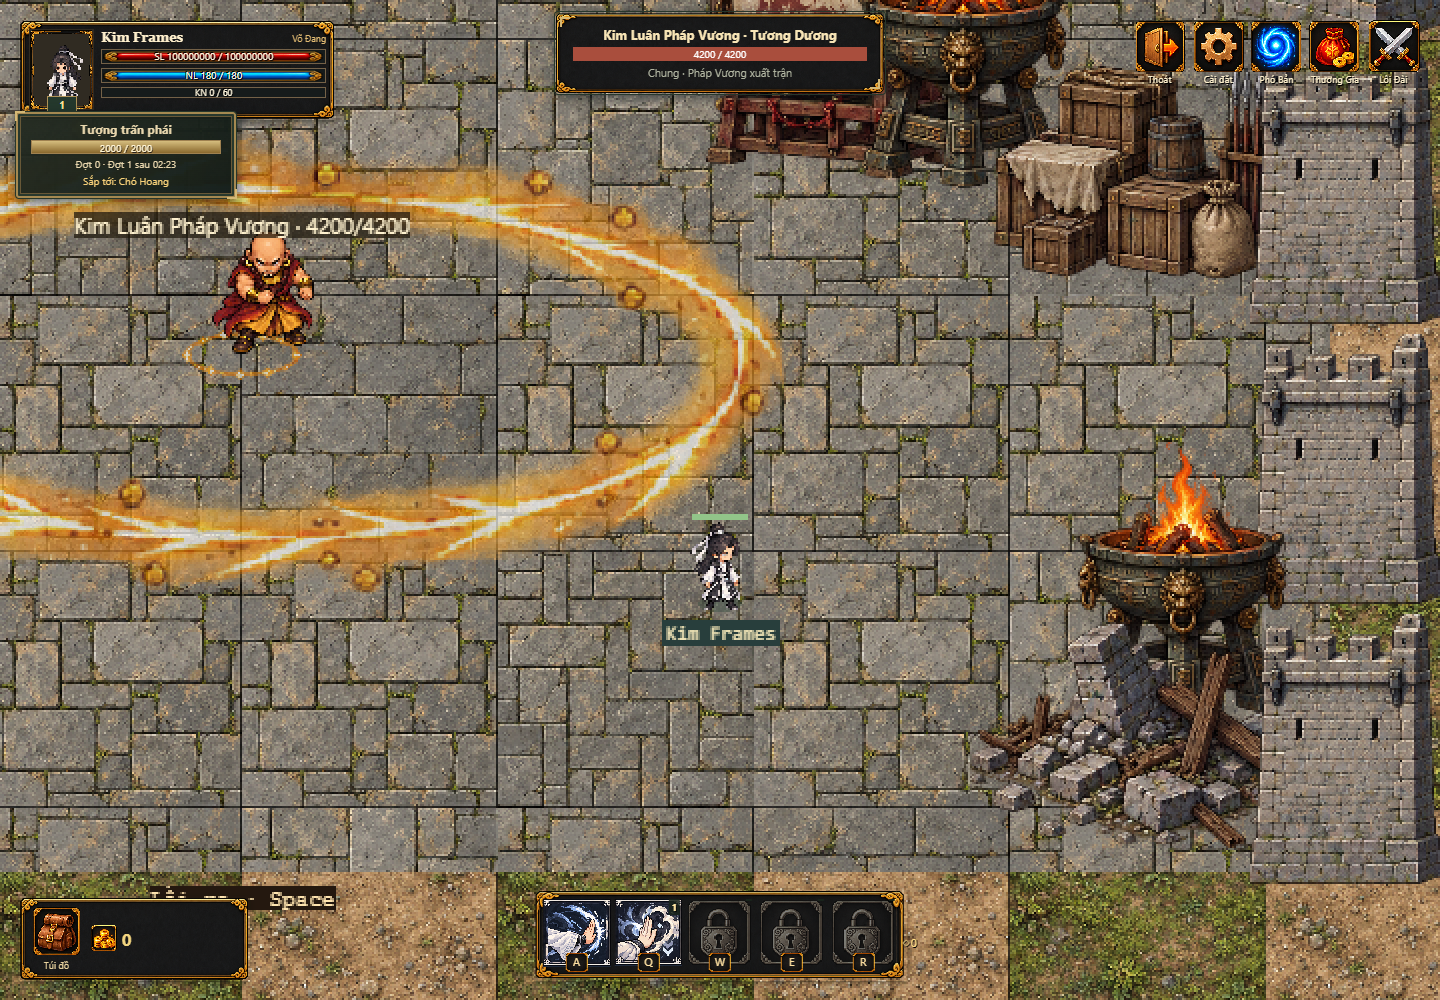 Kim Frames
Võ Đang
SL 100000000 / 100000000
NL 180 / 180
KN 0 / 60
1
Tượng trấn phái
2000 / 2000
Đợt 0 · Đợt 1 sau 02:23
Sắp tới: Chó Hoang
Kim Luân Pháp Vương · Tương Dương
4200 / 4200
Chung · Pháp Vương xuất trận
Thoát
Cài đặt
Phó Bản
Thương Gia
Lôi Đài
Kim Luân Pháp Vương · 4200/4200
Kim Frames
· Space
0
Túi đồ
1
A
Q
W
E
R